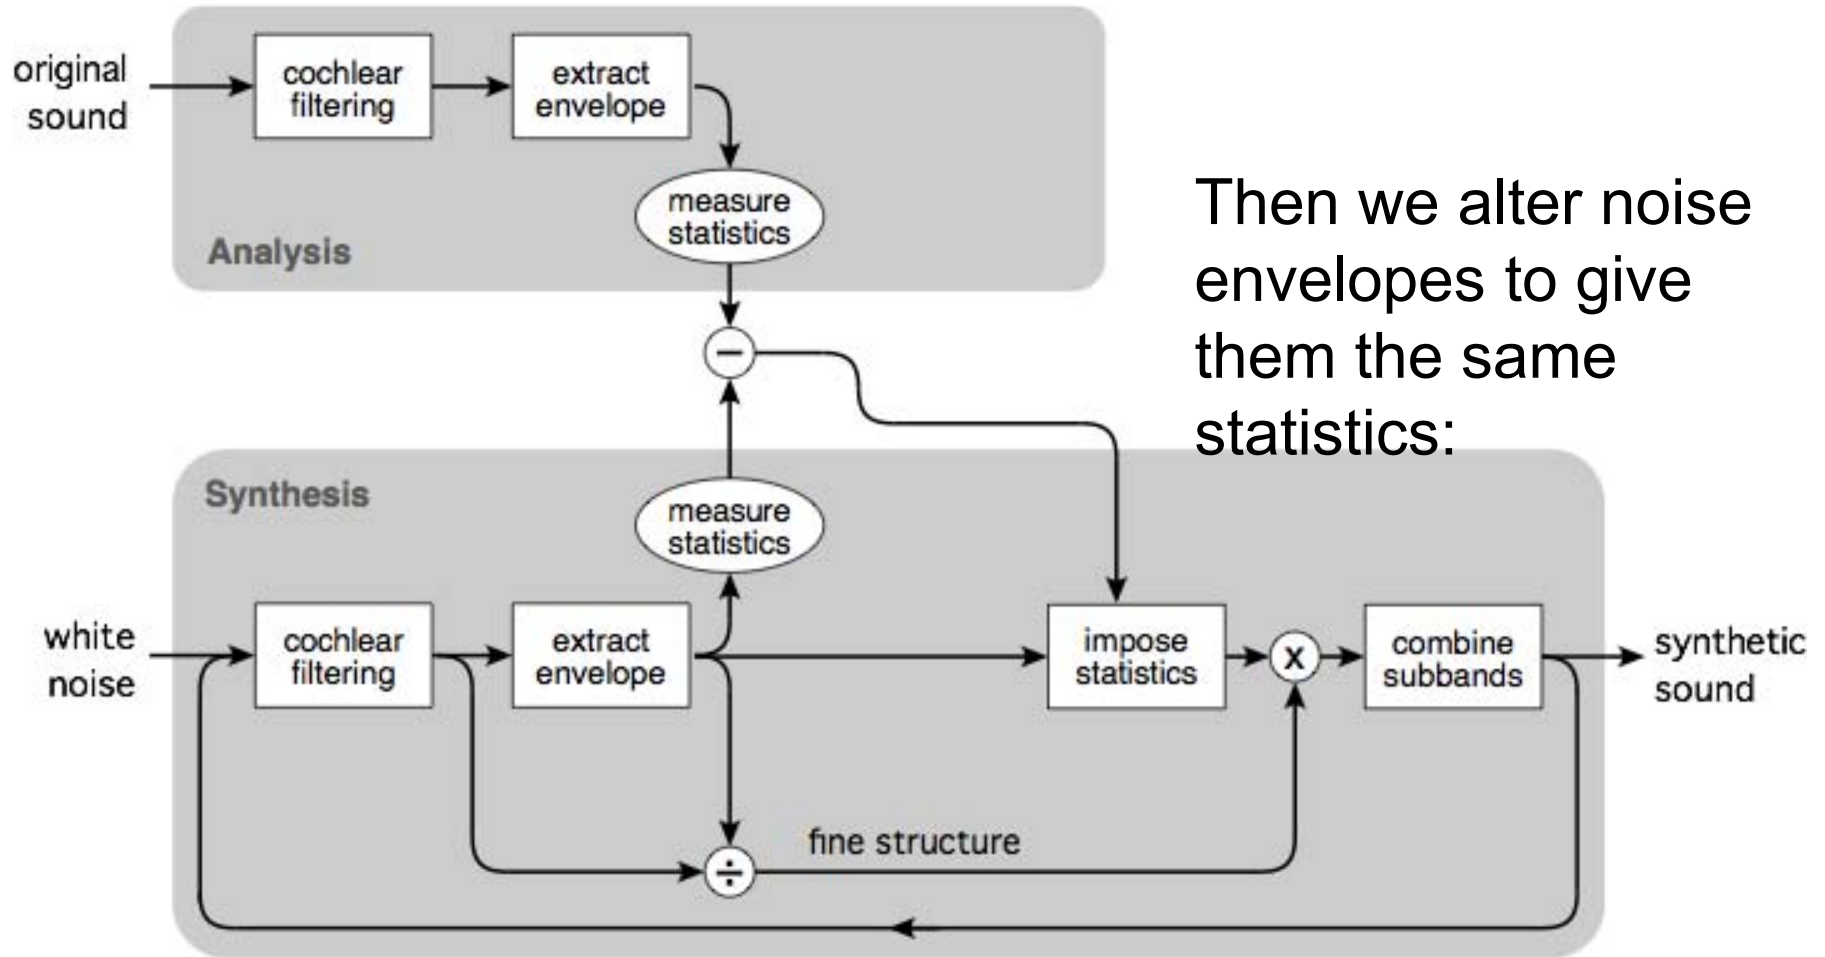 original
sound
cochlear
filtering
extract
envelope
measure
statistics
Analysis
−
Then we alter noise
envelopes to give
them the same
statistics:
Synthesis
measure
statistics
white
noise
cochlear
filtering
extract
envelope
impose
statistics
x
combine
subbands
synthetic
sound
fine structure
÷